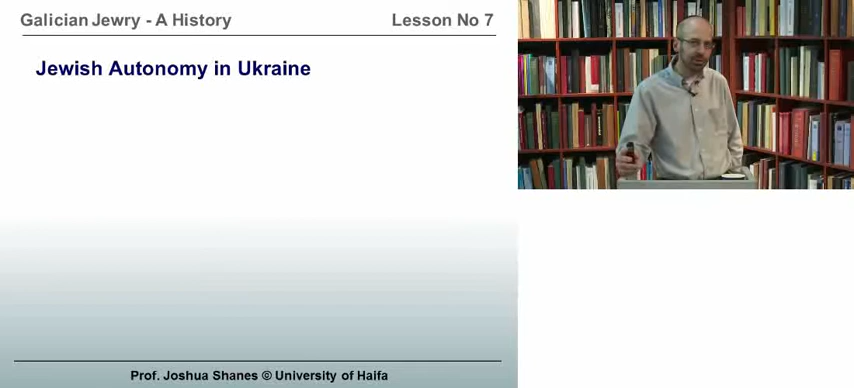 Galician Jewry - A History Lesson No 7
Jewish Autonomy in Ukraine
Prof. Joshua Shanes © University of Haifa